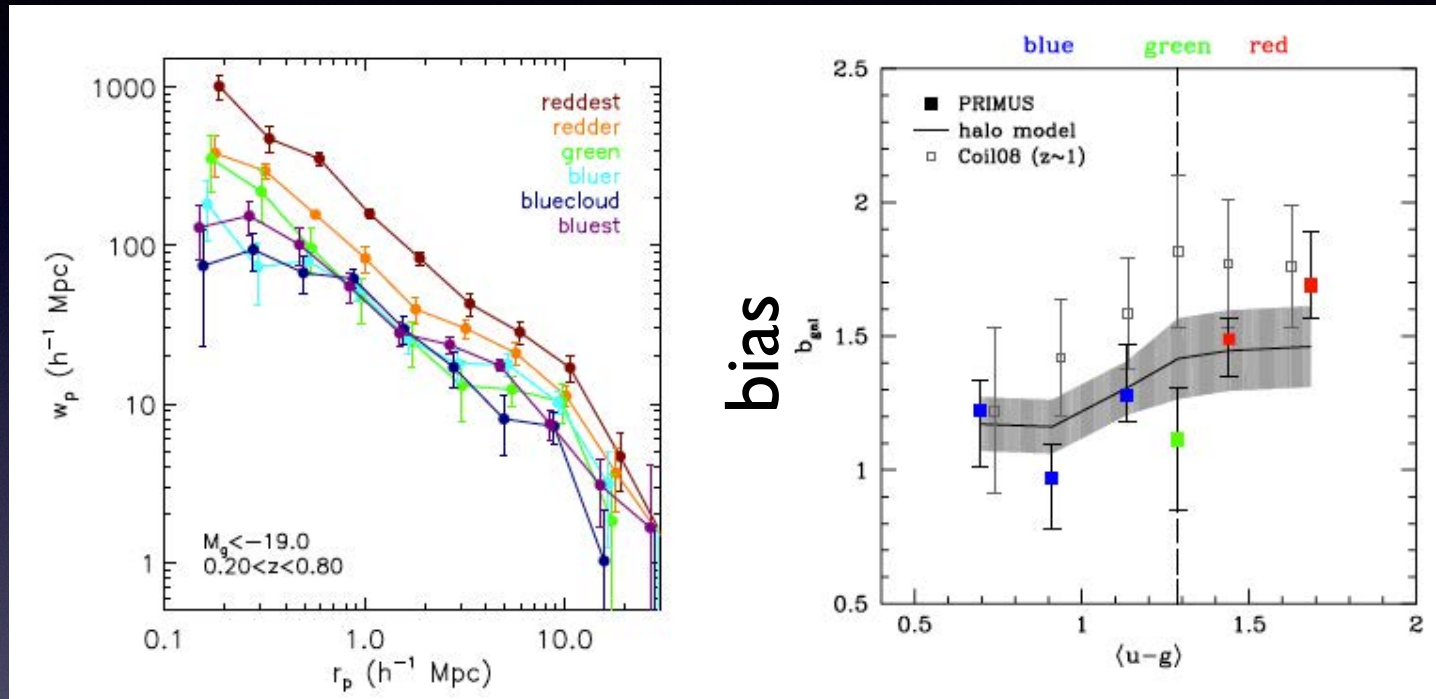 1000
100
10
1
w_p (h⁻¹ Mpc)
reddest
redder
green
bluer
bluecloud
bluest
M_g<−19.0
0.20<z<0.80
0.1 1.0 10.0
r_p (h⁻¹ Mpc)
bias
blue green red
2.5
2
1.5
1
0.5
b_gal
PRIMUS
halo model
Coil08 (z~1)
0.5 1 1.5 2
⟨u−g⟩